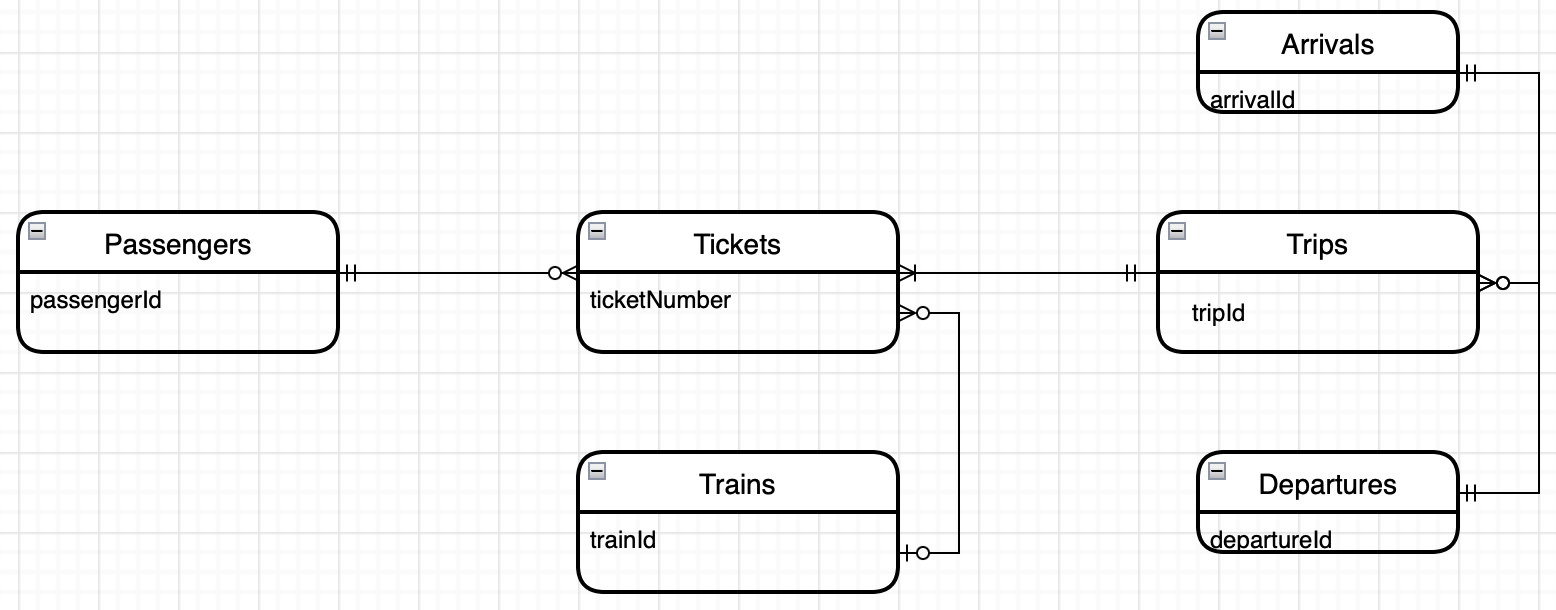 Arrivals
arrivalId
Passengers
passengerId
Tickets
ticketNumber
Trips
tripId
Trains
trainId
Departures
departureId